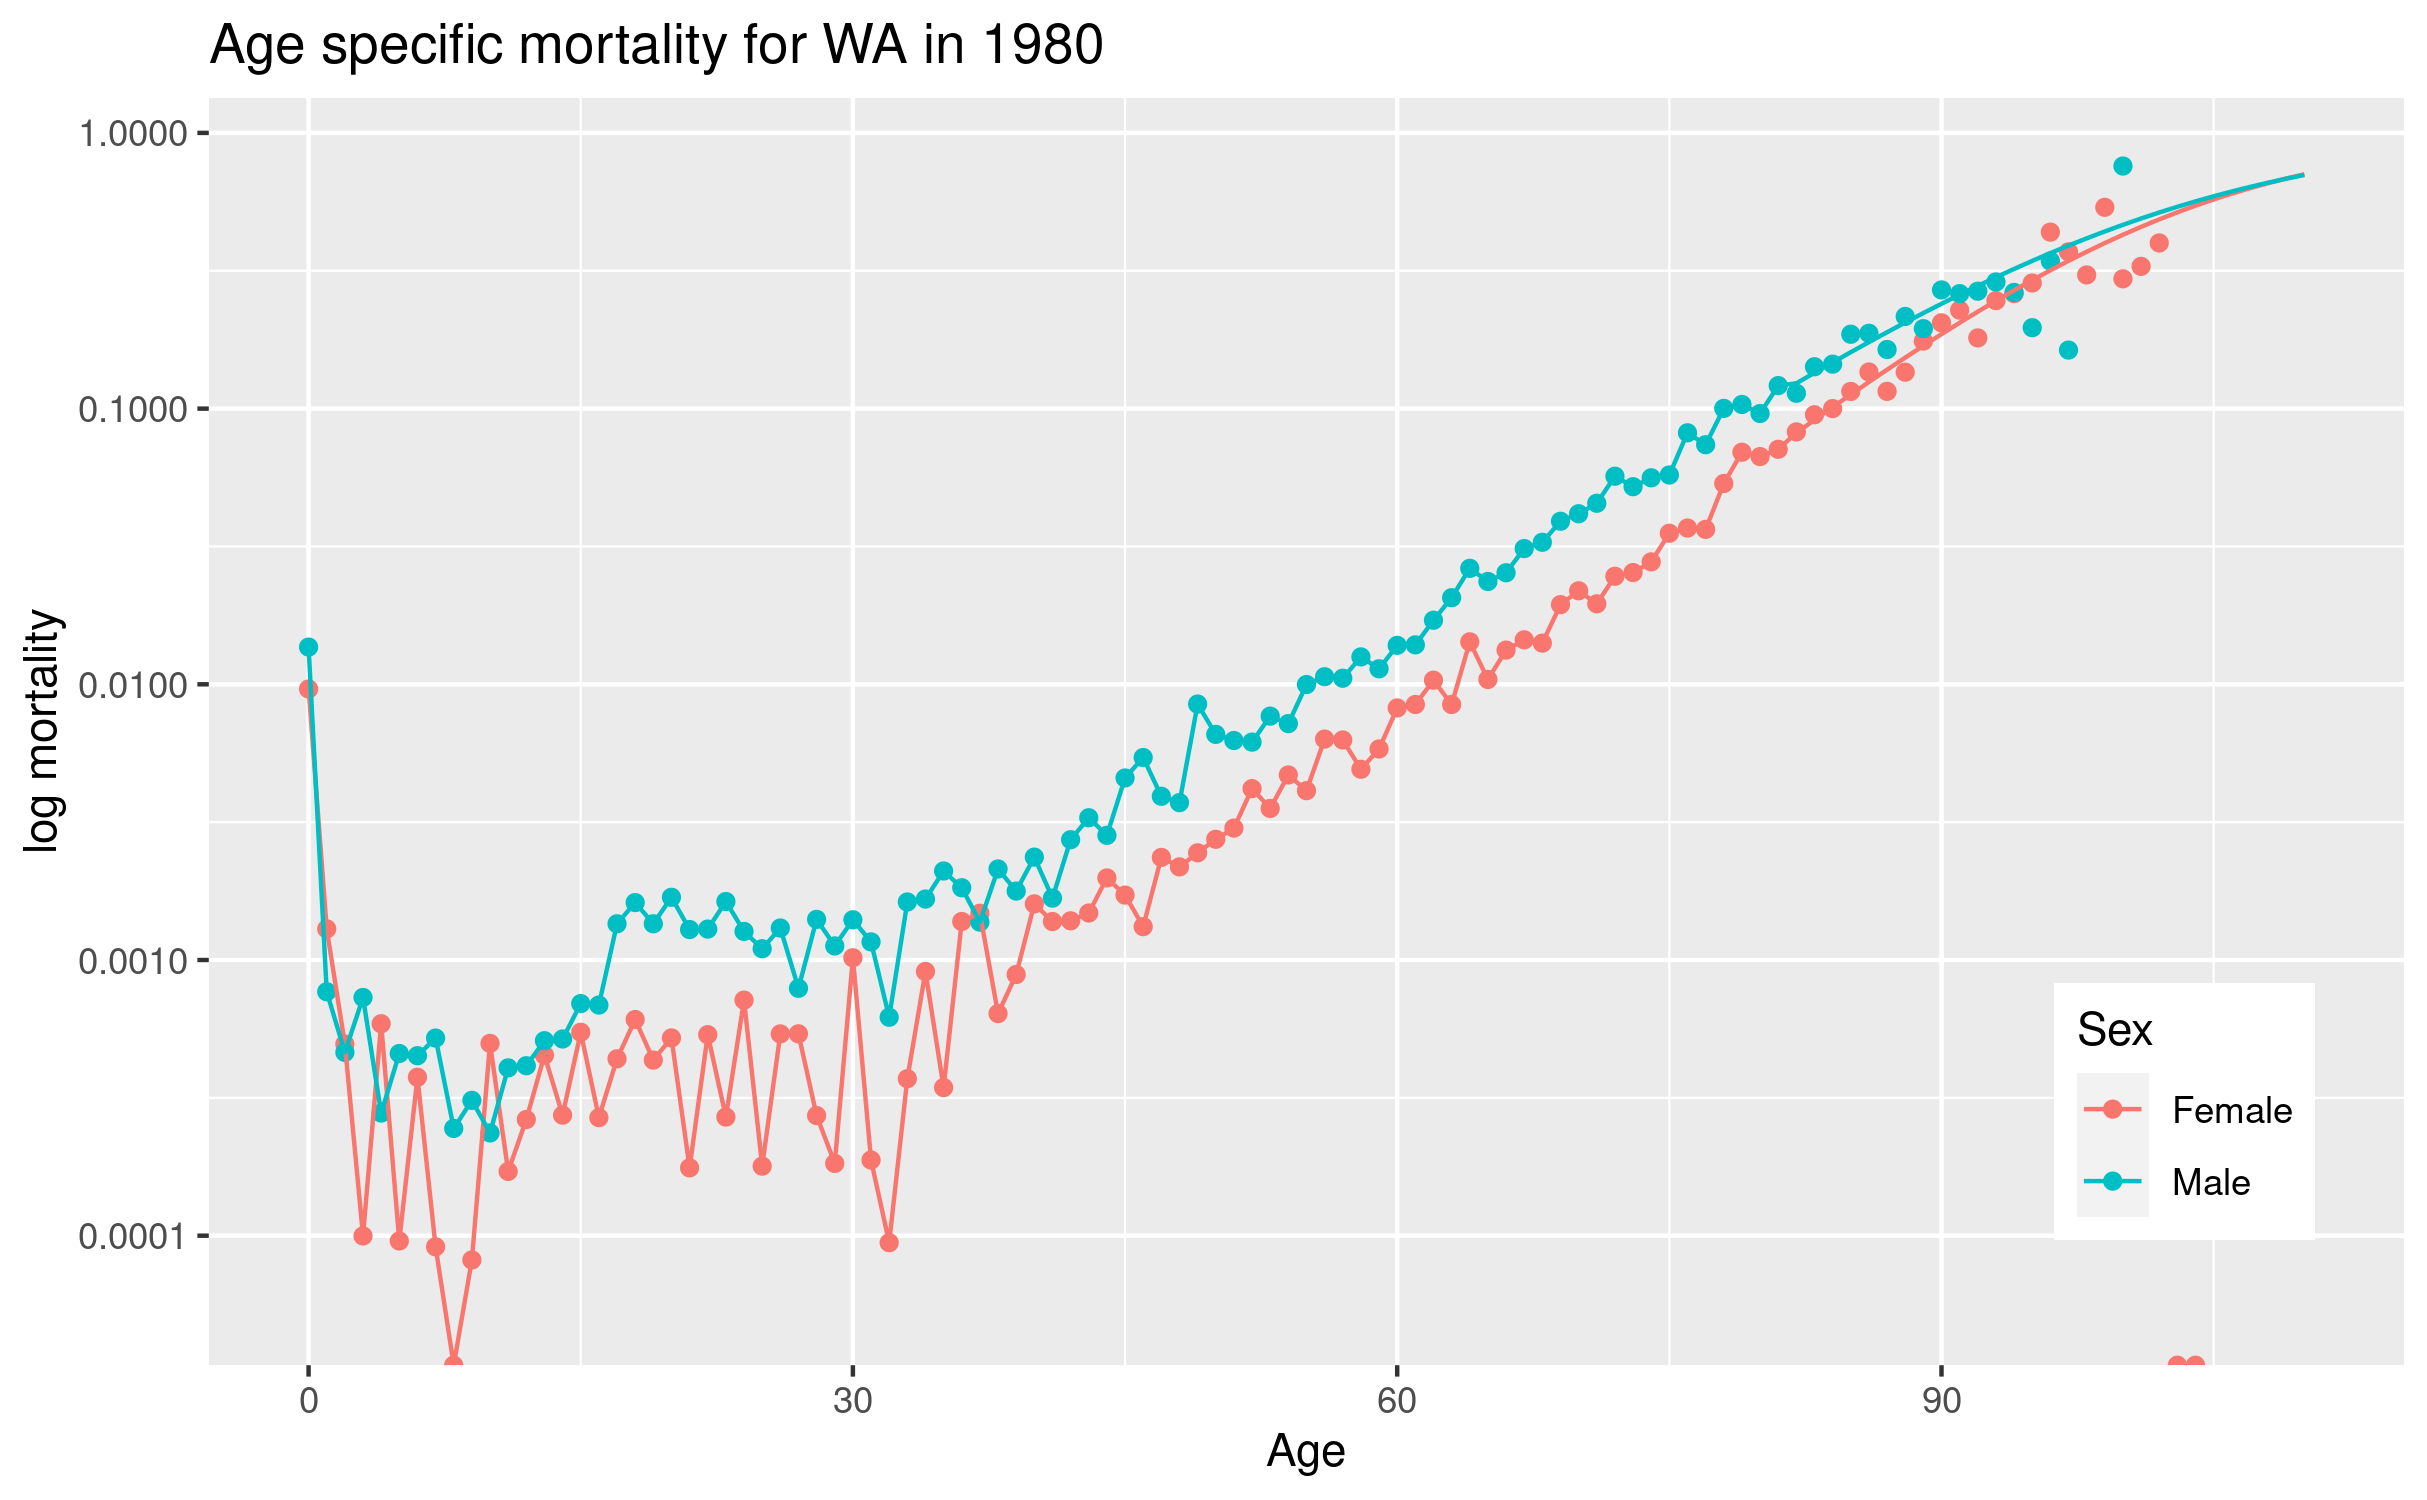 Age specific mortality for WA in 1980
1.0000
0.1000
0.0100
0.0010
0.0001
log mortality
0 30 60 90
Age
Sex
Female
Male